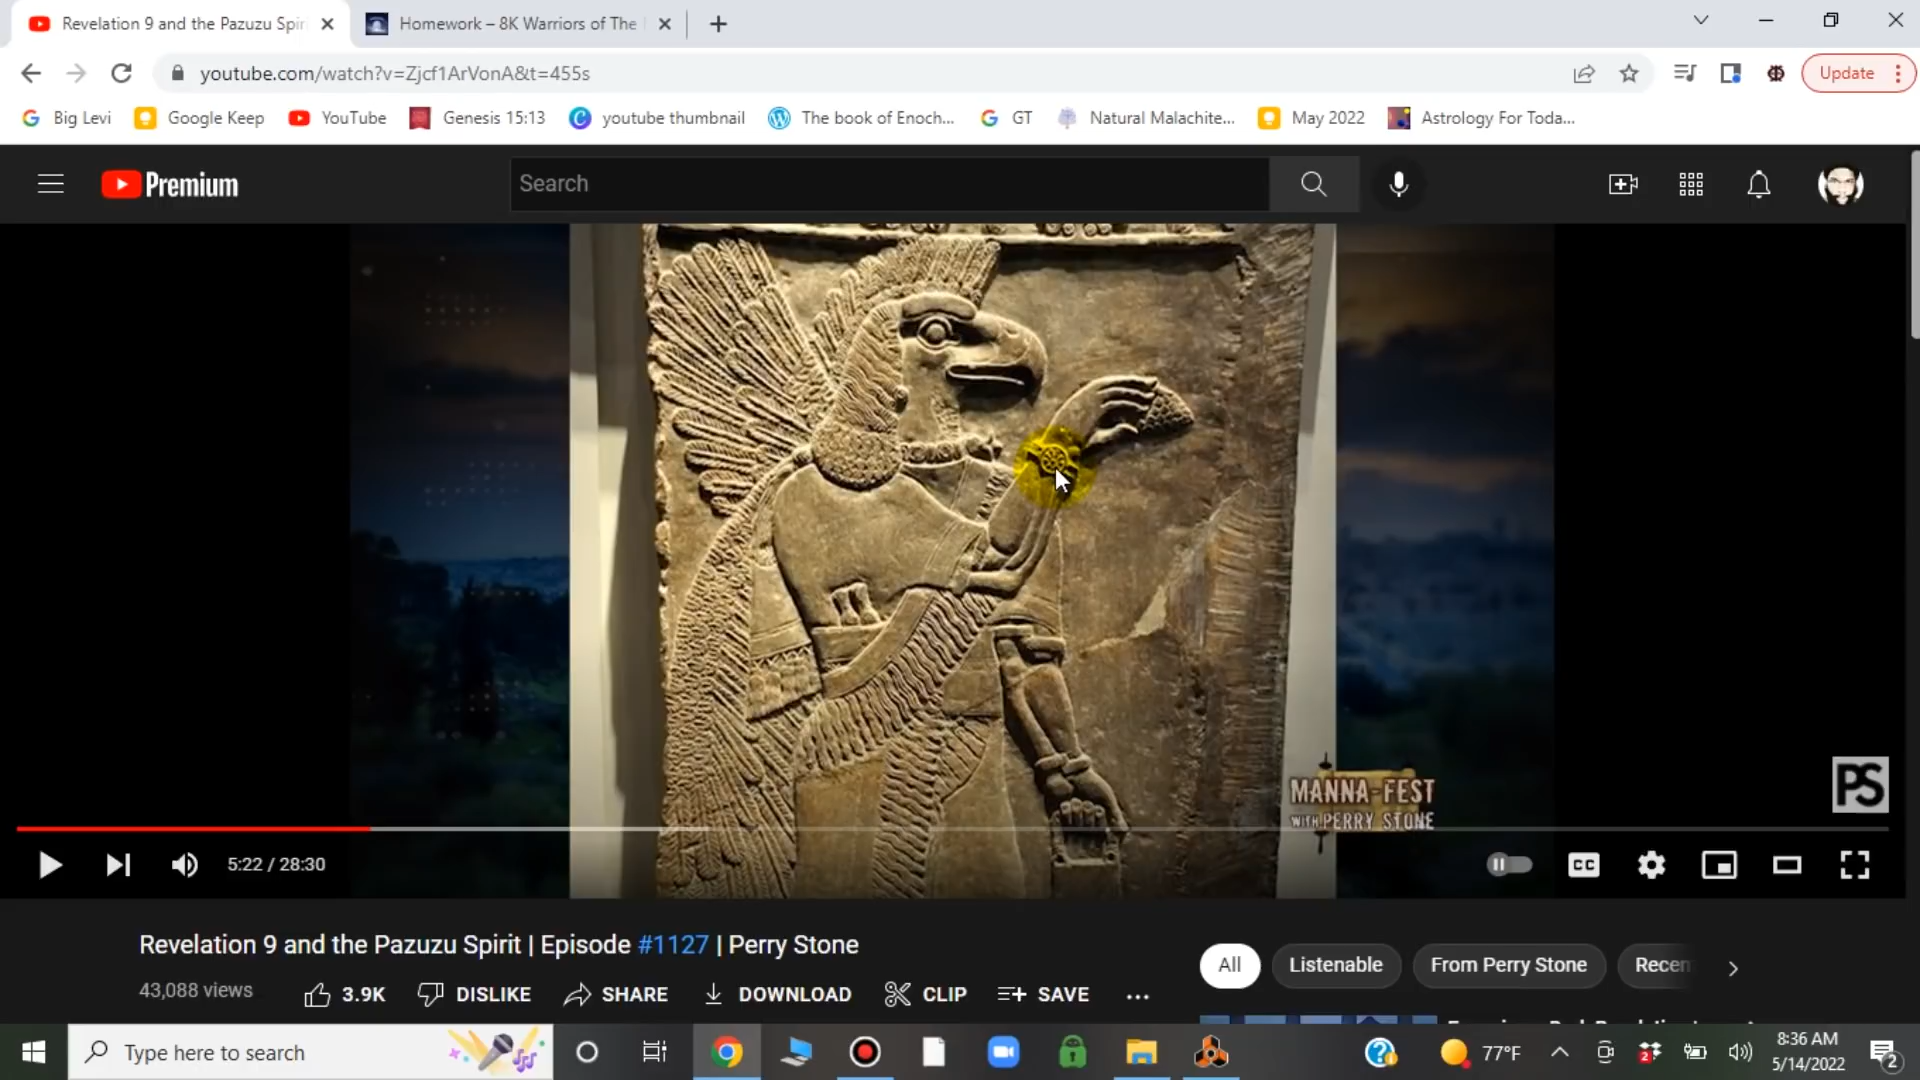 Revelation 9 and the Pazuzu Spiri
Homework – 8K Warriors of The
youtube.com/watch?v=Zjcf1ArVonA&t=455s
Update
Big Levi
Google Keep
YouTube
Genesis 15:13
youtube thumbnail
The book of Enoch...
GT
Natural Malachite...
May 2022
Astrology For Toda...
Premium
Search
MANNA-FEST
WITH PERRY STONE
PS
5:22 / 28:30
CC
Revelation 9 and the Pazuzu Spirit | Episode #1127 | Perry Stone
43,088 views
3.9K
DISLIKE
SHARE
DOWNLOAD
CLIP
SAVE
...
All
Listenable
From Perry Stone
Recen
Type here to search
2
77°F
8:36 AM
5/14/2022
2